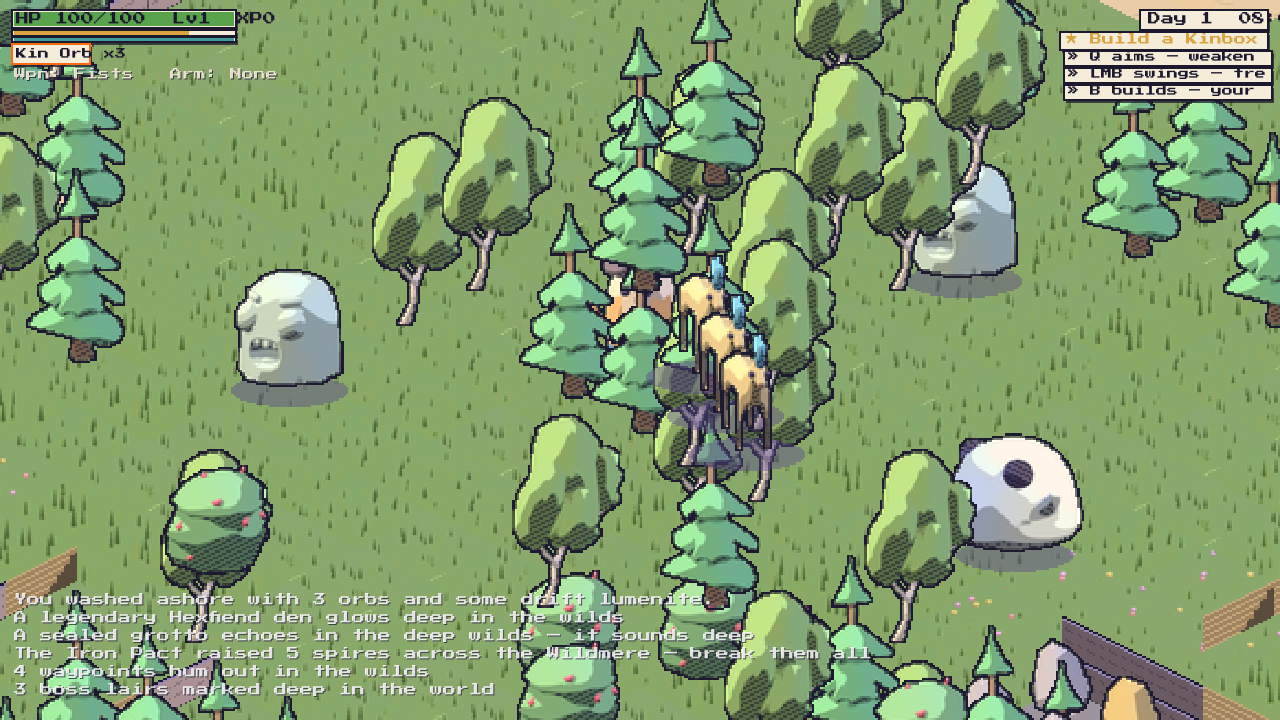 HP 100/100 Lv1 XP0
Kin Orb x3
Wpn: Fists Arm: None
Day 1 08
★ Build a Kinbox
» Q aims — weaken
» LMB swings — tre
» B builds — your
You washed ashore with 3 orbs and some drift lumenite
A legendary Hexfiend den glows deep in the wilds
A sealed grotto echoes in the deep wilds — it sounds deep
The Iron Pact raised 5 spires across the Wildmere — break them all
4 waypoints hum out in the wilds
3 boss lairs marked deep in the world